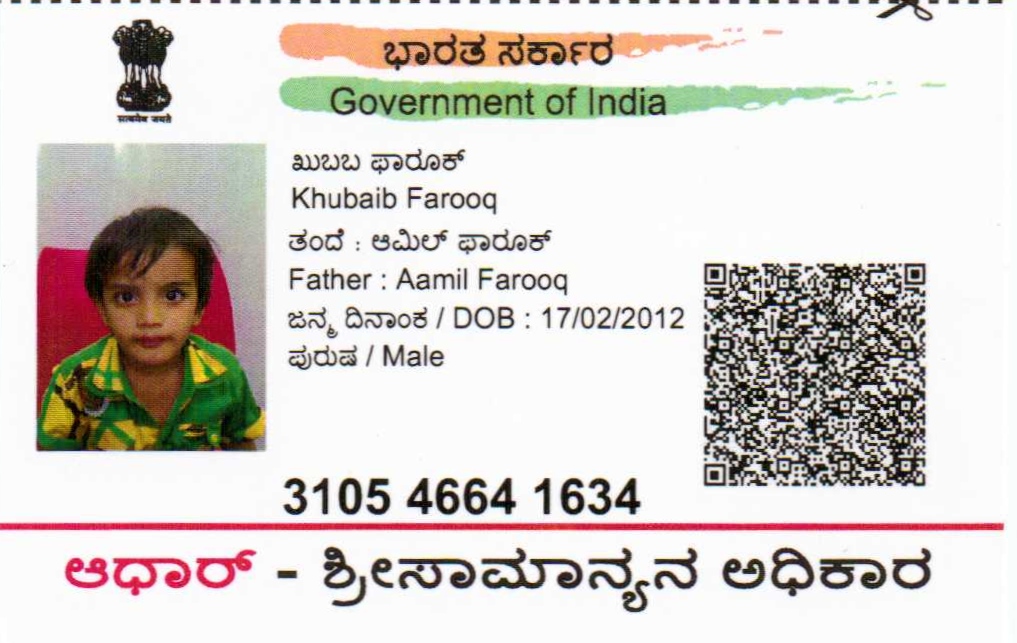 ಭಾರತ ಸರ್ಕಾರ
Government of India
सत्यमेव जयते
ಖುಬಬ ಫಾರೂಕ್
Khubaib Farooq
ತಂದೆ : ಆಮಿಲ್ ಫಾರೂಕ್
Father : Aamil Farooq
ಜನ್ಮ ದಿನಾಂಕ / DOB : 17/02/2012
ಪುರುಷ / Male
3105 4664 1634
ಆಧಾರ್ - ಶ್ರೀಸಾಮಾನ್ಯನ ಅಧಿಕಾರ